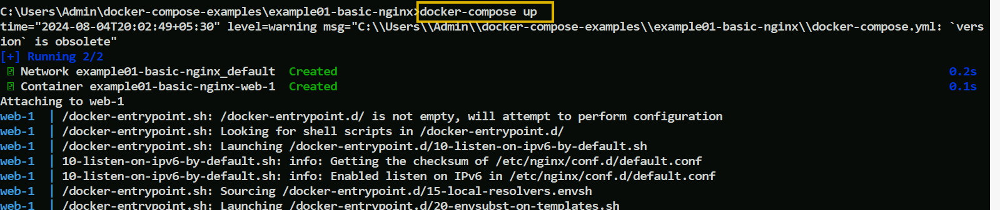 C:\Users\Admin\docker-compose-examples\example01-basic-nginx>docker-compose up
time="2024-08-04T20:02:49+05:30" level=warning msg="C:\\Users\\Admin\\docker-compose-examples\\example01-basic-nginx\\docker-compose.yml: `vers
ion` is obsolete"
[+] Running 2/2
Network example01-basic-nginx_default  Created  0.2s
Container example01-basic-nginx-web-1  Created  0.1s
Attaching to web-1
web-1  | /docker-entrypoint.sh: /docker-entrypoint.d/ is not empty, will attempt to perform configuration
web-1  | /docker-entrypoint.sh: Looking for shell scripts in /docker-entrypoint.d/
web-1  | /docker-entrypoint.sh: Launching /docker-entrypoint.d/10-listen-on-ipv6-by-default.sh
web-1  | 10-listen-on-ipv6-by-default.sh: info: Getting the checksum of /etc/nginx/conf.d/default.conf
web-1  | 10-listen-on-ipv6-by-default.sh: info: Enabled listen on IPv6 in /etc/nginx/conf.d/default.conf
web-1  | /docker-entrypoint.sh: Sourcing /docker-entrypoint.d/15-local-resolvers.envsh
web-1  | /docker-entrypoint.sh: Launching /docker-entrypoint.d/20-envsubst-on-templates.sh